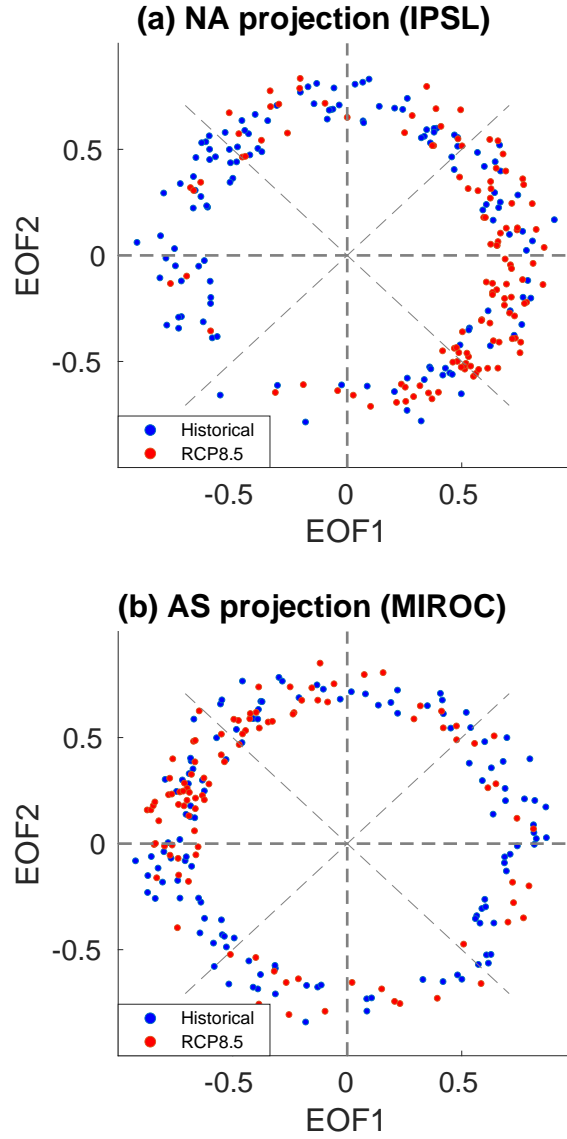 (a) NA projection (IPSL)
0.5
0
-0.5
EOF2
Historical
RCP8.5
-0.5 0 0.5
EOF1
(b) AS projection (MIROC)
0.5
0
-0.5
EOF2
Historical
RCP8.5
-0.5 0 0.5
EOF1